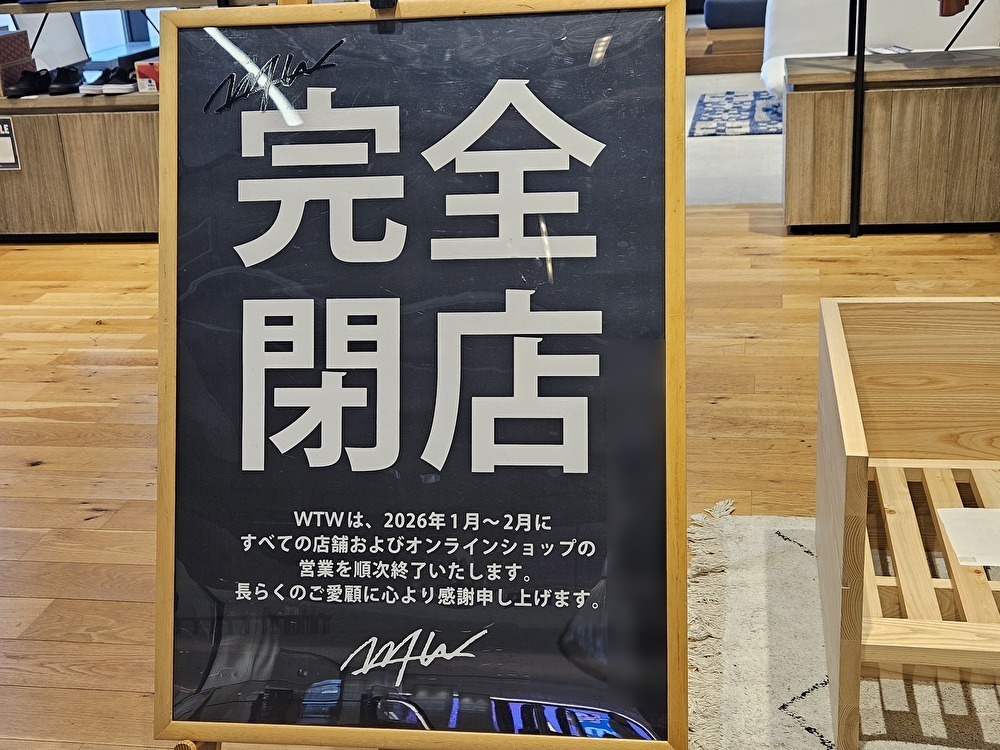 WTW
完全
閉店
WTWは、2026年1月～2月に
すべての店舗およびオンラインショップの
営業を順次終了いたします。
長らくのご愛顧に心より感謝申し上げます。
WTW